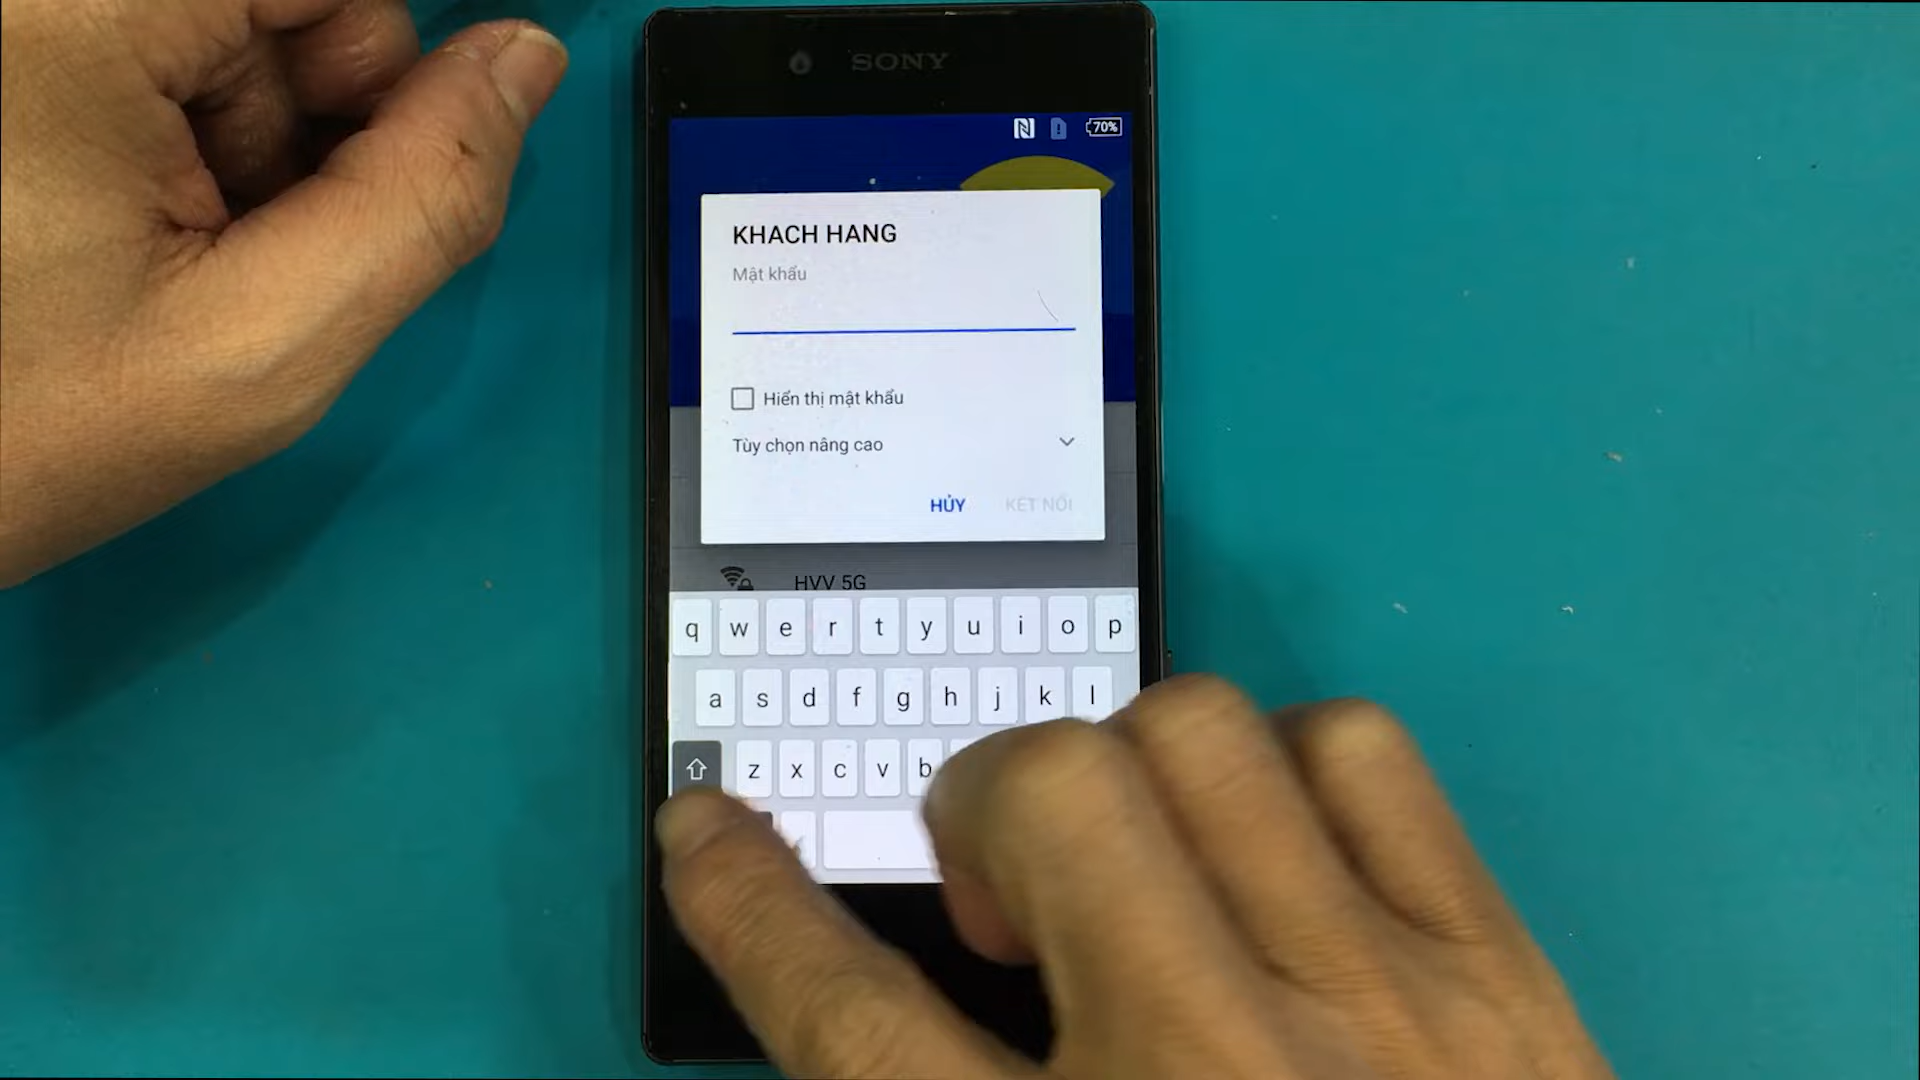 SONY
70%
KHACH HANG
Mật khẩu
Hiển thị mật khẩu
Tùy chọn nâng cao
HỦY KẾT NỐI
HVV 5G
q w e r t y u i o p
a s d f g h j k l
z x c v b